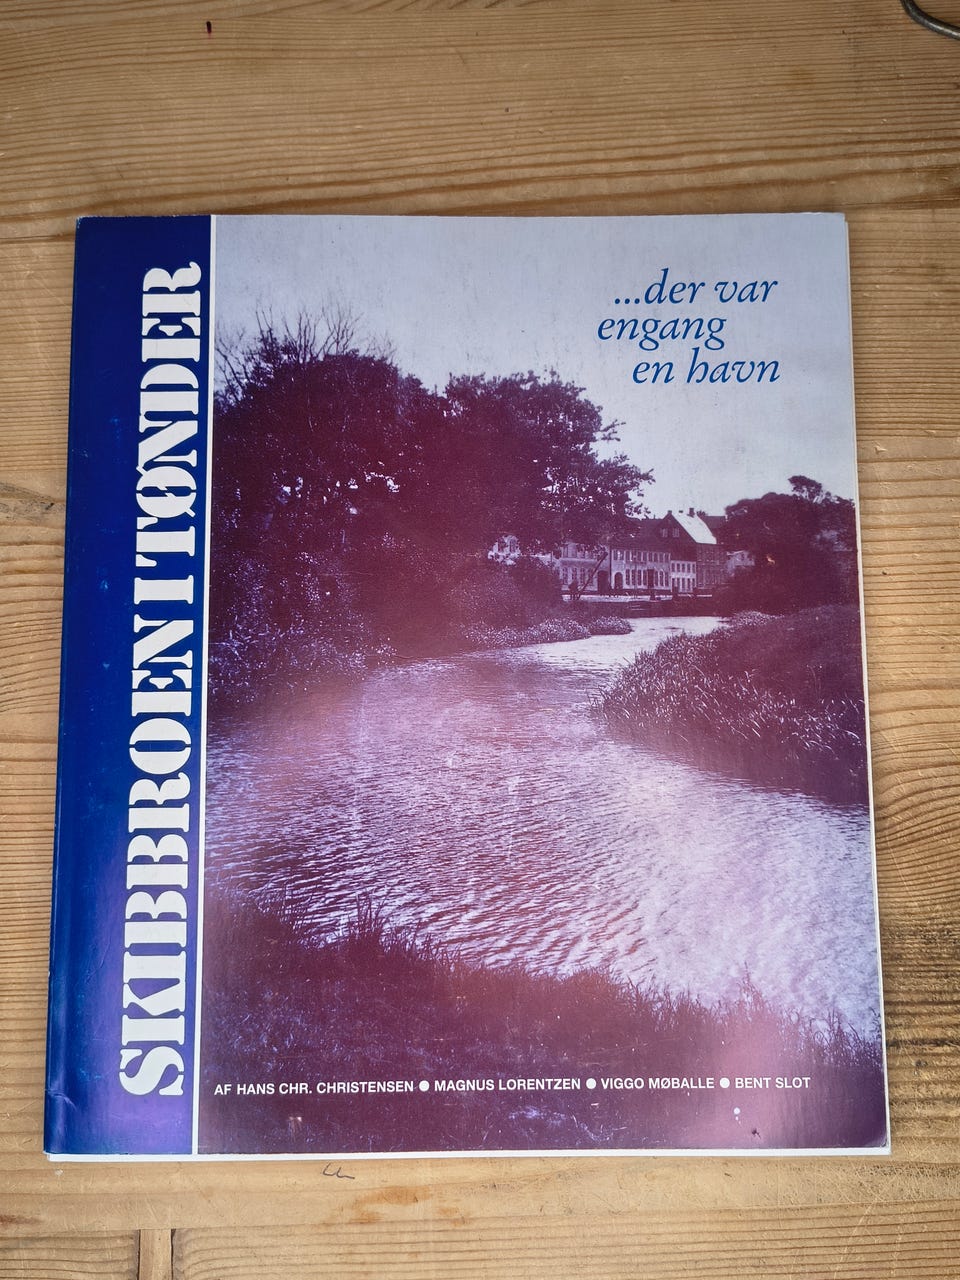 SKIBBROEN I TØNDER
...der var
engang
en havn
AF HANS CHR. CHRISTENSEN ● MAGNUS LORENTZEN ● VIGGO MØBALLE ● BENT SLOT